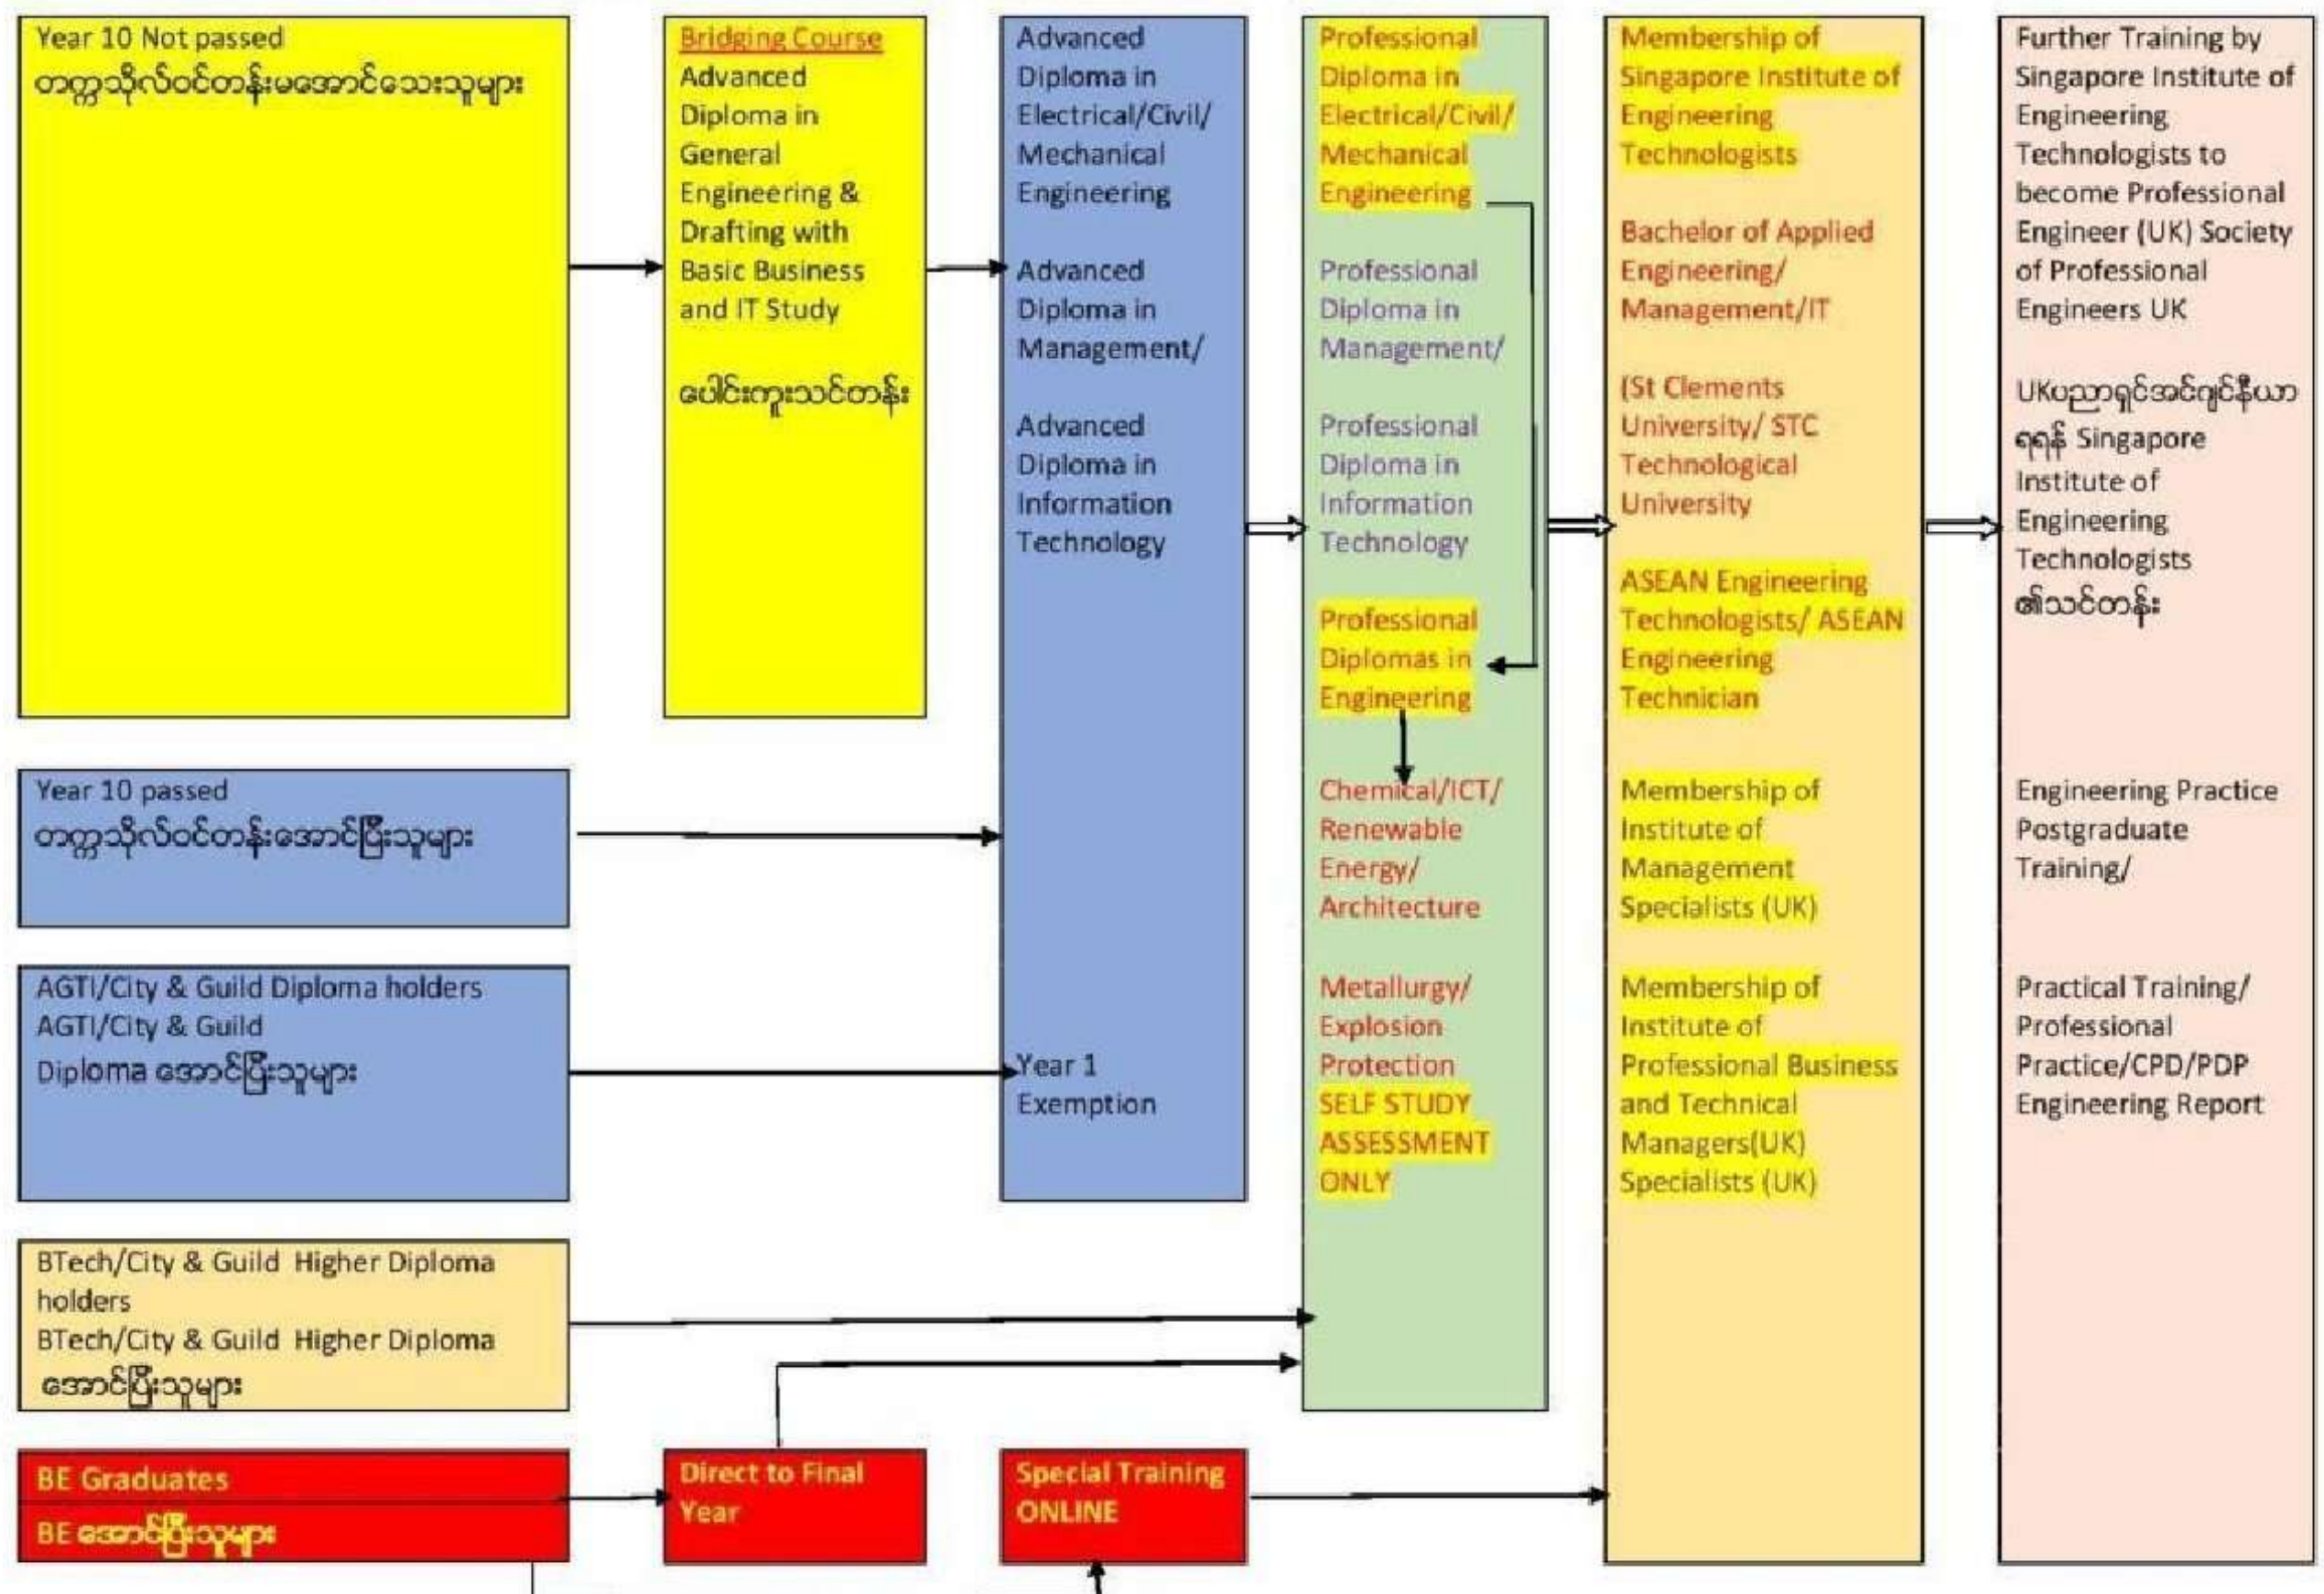 Year 10 Not passed
တက္ကသိုလ်ဝင်တန်းမအောင်သေးသူများ
Bridging Course
Advanced
Diploma in
General
Engineering &
Drafting with
Basic Business
and IT Study
ပေါင်းကူးသင်တန်း
Advanced
Diploma in
Electrical/Civil/
Mechanical
Engineering
Advanced
Diploma in
Management/
Advanced
Diploma in
Information
Technology
Year 1
Exemption
Professional
Diploma in
Electrical/Civil/
Mechanical
Engineering
Professional
Diploma in
Management/
Professional
Diploma in
Information
Technology
Professional
Diplomas in
Engineering
Chemical/ICT/
Renewable
Energy/
Architecture
Metallurgy/
Explosion
Protection
SELF STUDY
ASSESSMENT
ONLY
Membership of
Singapore Institute of
Engineering
Technologists
Bachelor of Applied
Engineering/
Management/IT
(St Clements
University/ STC
Technological
University
ASEAN Engineering
Technologists/ ASEAN
Engineering
Technician
Membership of
Institute of
Management
Specialists (UK)
Membership of
Institute of
Professional Business
and Technical
Managers(UK)
Specialists (UK)
Further Training by
Singapore Institute of
Engineering
Technologists to
become Professional
Engineer (UK) Society
of Professional
Engineers UK
UKပညာရှင်အင်ဂျင်နီယာ
ရရန် Singapore
Institute of
Engineering
Technologists
၏သင်တန်း
Engineering Practice
Postgraduate
Training/
Practical Training/
Professional
Practice/CPD/PDP
Engineering Report
Year 10 passed
တက္ကသိုလ်ဝင်တန်းအောင်ပြီးသူများ
AGTI/City & Guild Diploma holders
AGTI/City & Guild
Diploma အောင်ပြီးသူများ
BTech/City & Guild Higher Diploma
holders
BTech/City & Guild Higher Diploma
အောင်ပြီးသူများ
BE Graduates
BE အောင်ပြီးသူများ
Direct to Final
Year
Special Training
ONLINE